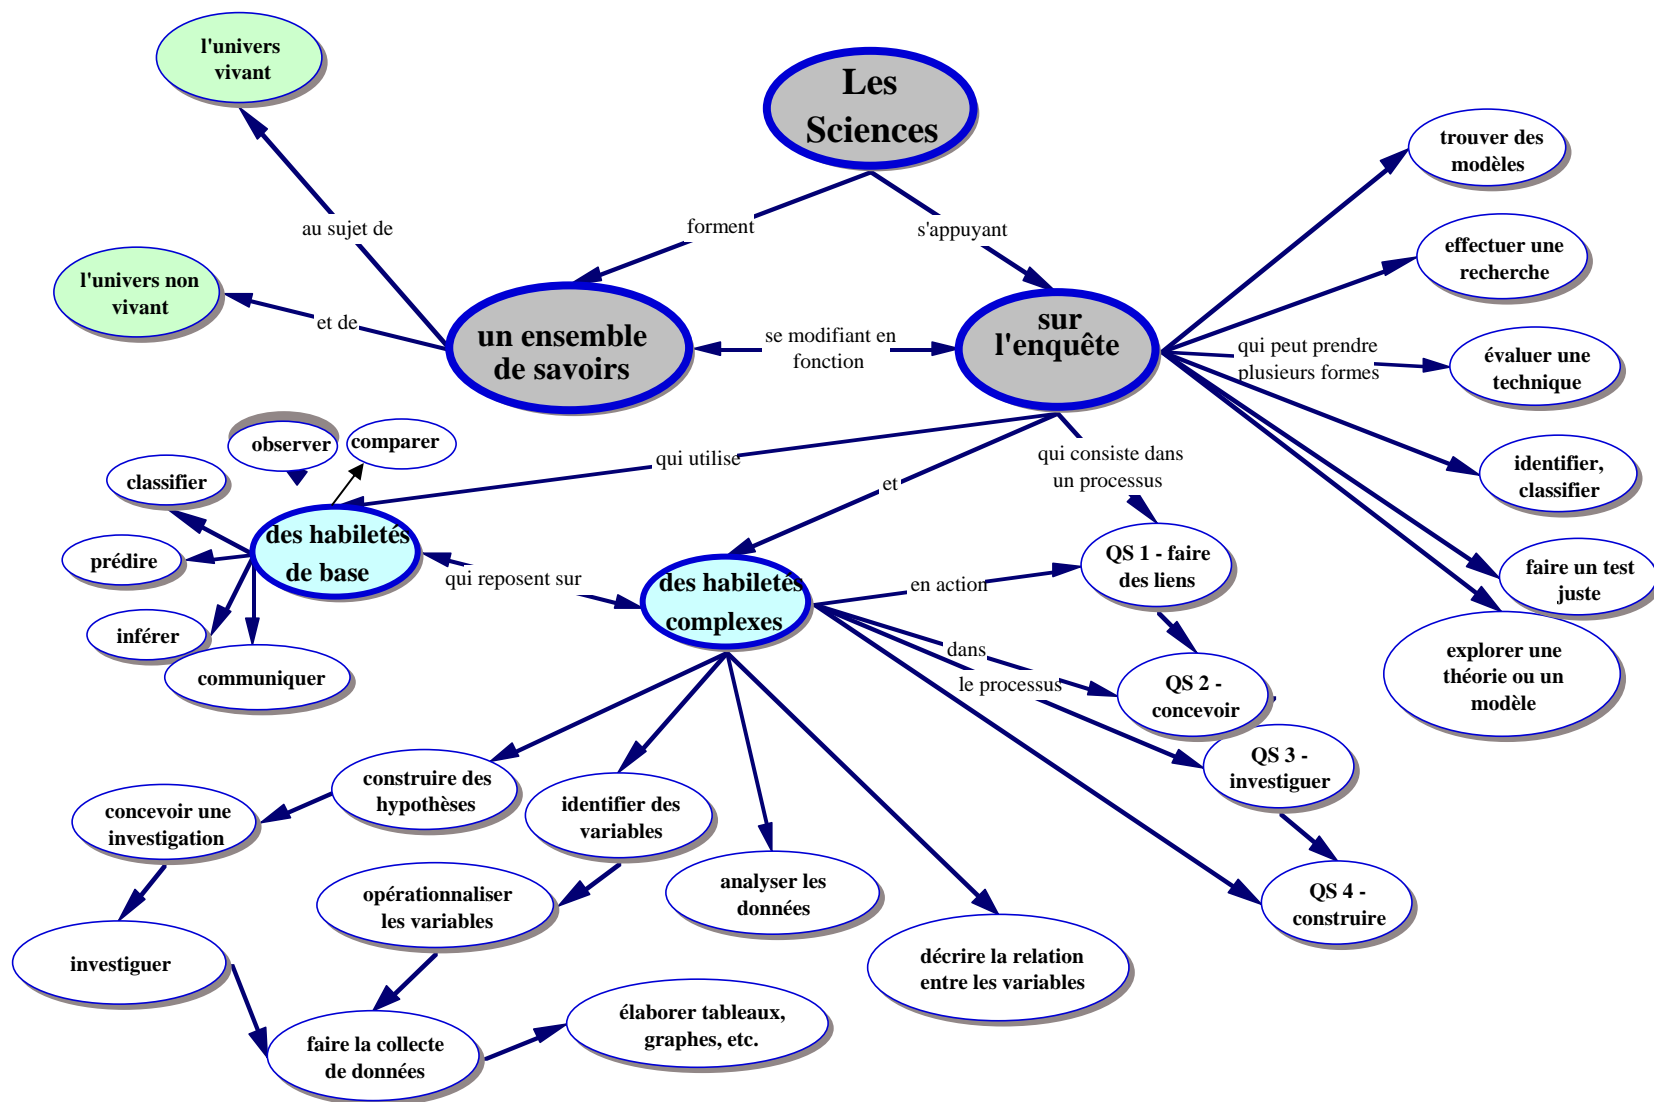 l'univers
vivant
Les
Sciences
trouver des
modèles
au sujet de
forment
s'appuyant
effectuer une
recherche
l'univers non
vivant
et de
un ensemble
de savoirs
se modifiant en
fonction
sur
l'enquête
qui peut prendre
plusieurs formes
évaluer une
technique
observer
comparer
classifier
qui utilise
et
qui consiste dans
un processus
identifier,
classifier
des habiletés
de base
prédire
qui reposent sur
des habiletés
complexes
en action
QS 1 - faire
des liens
faire un test
juste
inférer
communiquer
dans
le processus
QS 2 -
concevoir
explorer une
théorie ou un
modèle
QS 3 -
investiguer
construire des
hypothèses
identifier des
variables
concevoir une
investigation
opérationnaliser
les variables
analyser les
données
QS 4 -
construire
investiguer
décrire la relation
entre les variables
faire la collecte
de données
élaborer tableaux,
graphes, etc.